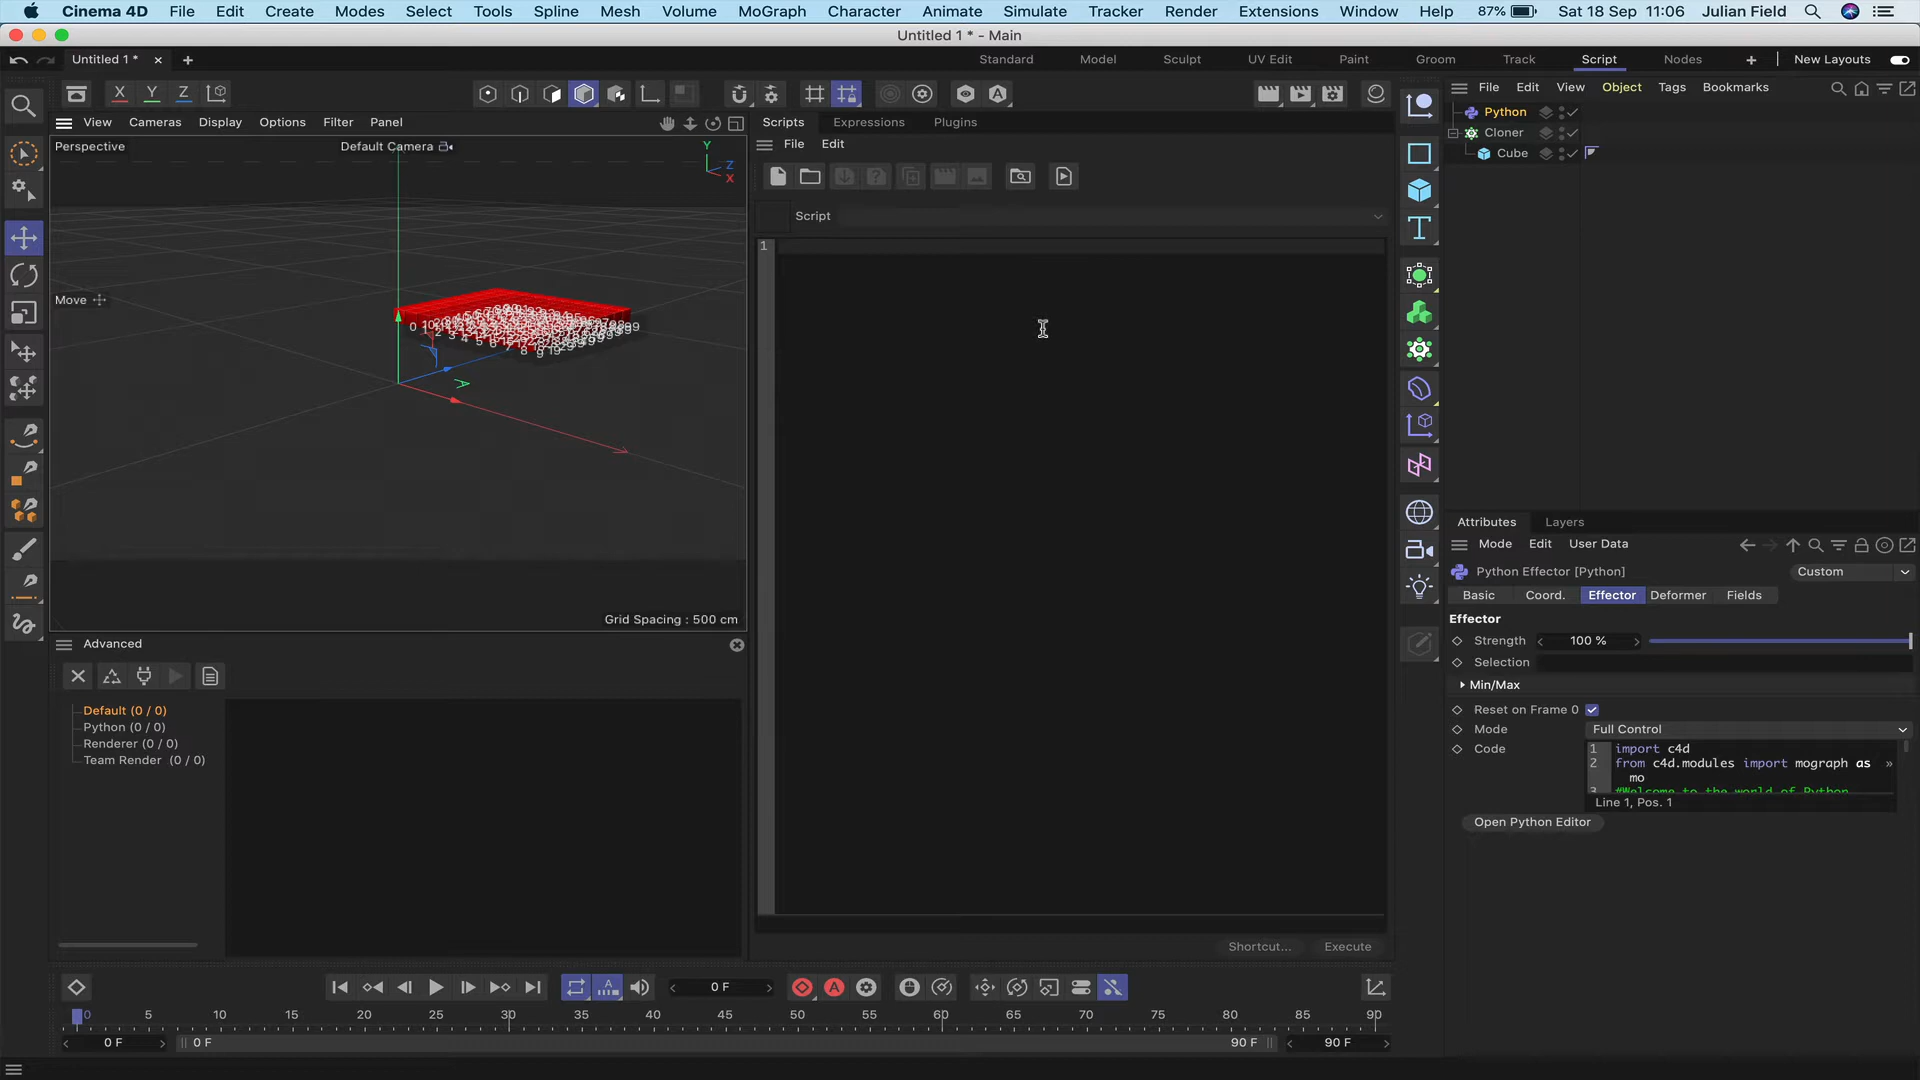 Cinema 4D File Edit Create Modes Select Tools Spline Mesh Volume MoGraph Character Animate Simulate Tracker Render Extensions Window Help 87% Sat 18 Sep 11:06 Julian Field
Untitled 1 * - Main
Untitled 1 * Standard Model Sculpt UV Edit Paint Groom Track Script Nodes New Layouts
X Y Z
File Edit View Object Tags Bookmarks
View Cameras Display Options Filter Panel
Scripts Expressions Plugins
File Edit
Python
Cloner
Cube
Perspective Default Camera
Y
Z
X
Script
1
Move
Grid Spacing : 500 cm
Advanced
Default (0 / 0)
Python (0 / 0)
Renderer (0 / 0)
Team Render (0 / 0)
Shortcut... Execute
Attributes Layers
Mode Edit User Data
Python Effector [Python] Custom
Basic Coord. Effector Deformer Fields
Effector
Strength 100 %
Selection
Min/Max
Reset on Frame 0
Mode Full Control
Code
1 import c4d
2 from c4d.modules import mograph as »
mo
3 #Welcome to the world of Python
Line 1, Pos. 1
Open Python Editor
0 F
0 5 10 15 20 25 30 35 40 45 50 55 60 65 70 75 80 85 90
0 F 0 F 90 F 90 F